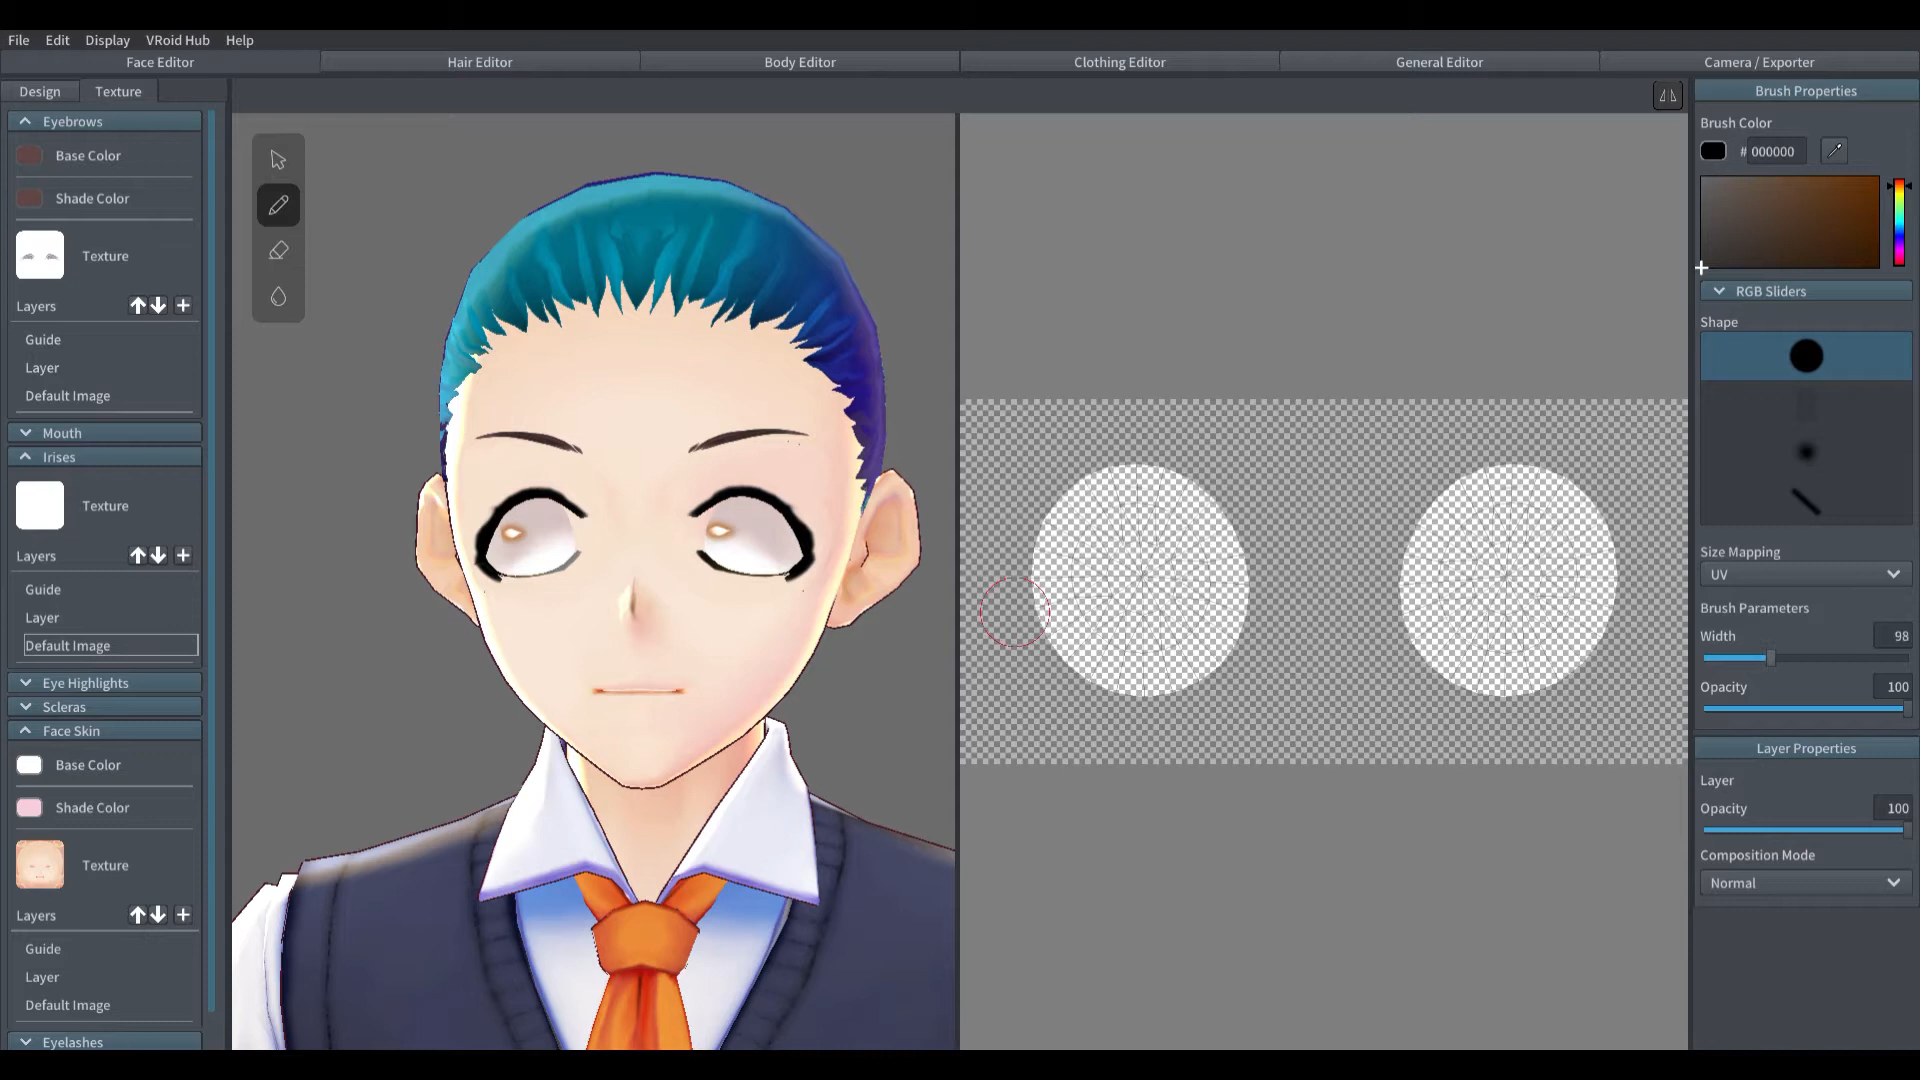 File Edit Display VRoid Hub Help
Face Editor Hair Editor Body Editor Clothing Editor General Editor Camera / Exporter
Design Texture
Eyebrows
Base Color
Shade Color
Texture
Layers
Guide
Layer
Default Image
Mouth
Irises
Texture
Layers
Guide
Layer
Default Image
Eye Highlights
Scleras
Face Skin
Base Color
Shade Color
Texture
Layers
Guide
Layer
Default Image
Eyelashes
Brush Properties
Brush Color
# 000000
RGB Sliders
Shape
Size Mapping
UV
Brush Parameters
Width 98
Opacity 100
Layer Properties
Layer
Opacity 100
Composition Mode
Normal